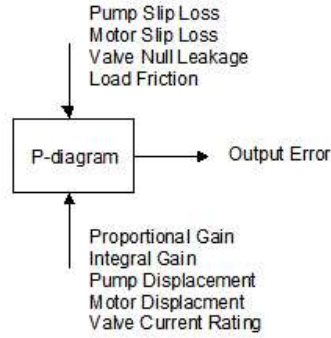 Pump Slip Loss
Motor Slip Loss
Valve Null Leakage
Load Friction
P-diagram
Output Error
Proportional Gain
Integral Gain
Pump Displacement
Motor Displacment
Valve Current Rating